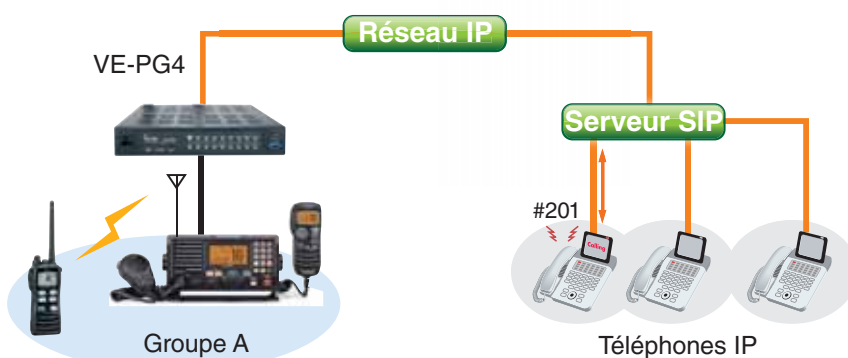 Réseau IP
VE-PG4
Serveur SIP
#201
Calling
Groupe A
Téléphones IP